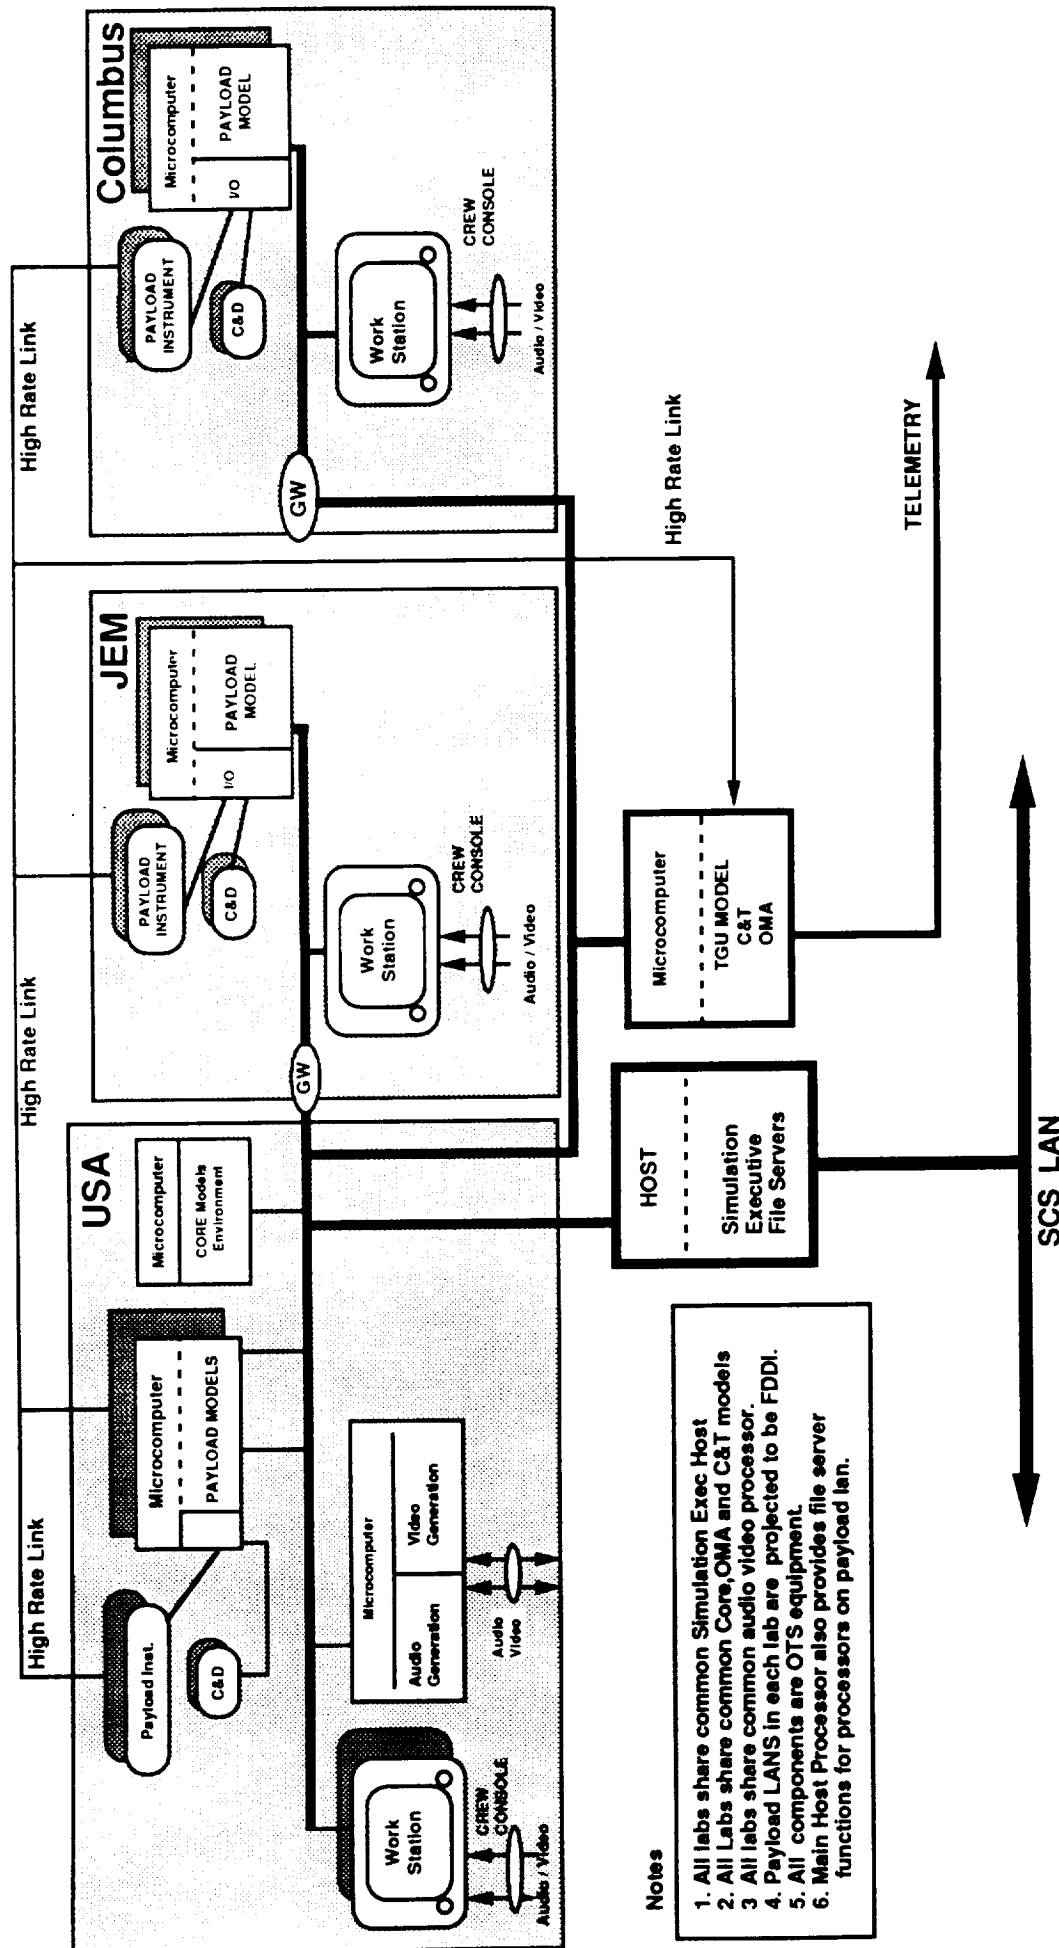 High Rate Link
High Rate Link
High Rate Link
USA
Payload Inst.
C&D
Microcomputer
PAYLOAD MODELS
Microcomputer
CORE Models
Environment
Work
Station
CREW
CONSOLE
Audio / Video
Microcomputer
Audio
Generation
Video
Generation
Audio
Video
JEM
PAYLOAD
INSTRUMENT
C&D
Microcomputer
I/O
PAYLOAD
MODEL
GW
Work
Station
CREW
CONSOLE
Audio / Video
Columbus
PAYLOAD
INSTRUMENT
C&D
Microcomputer
I/O
PAYLOAD
MODEL
GW
Work
Station
CREW
CONSOLE
Audio / Video
High Rate Link
HOST
Simulation
Executive
File Servers
Microcomputer
TGU MODEL
C&T
OMA
TELEMETRY
SCS LAN
Notes
1. All labs share common Simulation Exec Host
2. All Labs share common Core,OMA and C&T models
3 All labs share common audio video processor.
4. Payload LANS in each lab are projected to be FDDI.
5. All components are OTS equipment.
6. Main Host Processor also provides file server
functions for processors on payload lan.